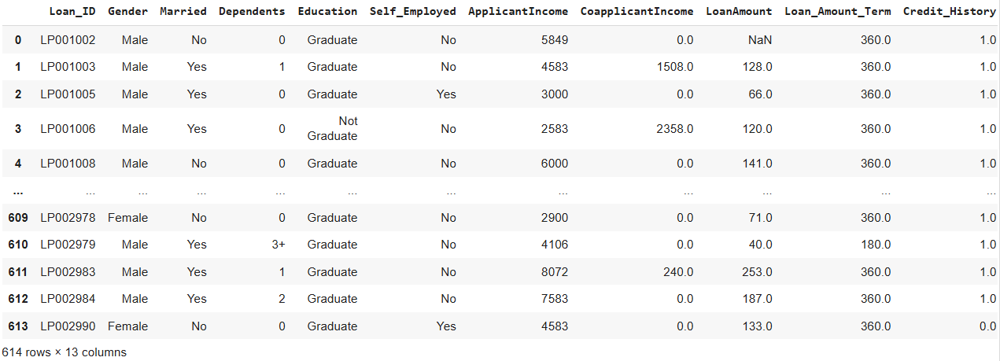 Loan_ID Gender Married Dependents Education Self_Employed ApplicantIncome CoapplicantIncome LoanAmount Loan_Amount_Term Credit_History
0 LP001002 Male No 0 Graduate No 5849 0.0 NaN 360.0 1.0
1 LP001003 Male Yes 1 Graduate No 4583 1508.0 128.0 360.0 1.0
2 LP001005 Male Yes 0 Graduate Yes 3000 0.0 66.0 360.0 1.0
3 LP001006 Male Yes 0 Not Graduate No 2583 2358.0 120.0 360.0 1.0
4 LP001008 Male No 0 Graduate No 6000 0.0 141.0 360.0 1.0
... ... ... ... ... ... ... ... ... ... ... ...
609 LP002978 Female No 0 Graduate No 2900 0.0 71.0 360.0 1.0
610 LP002979 Male Yes 3+ Graduate No 4106 0.0 40.0 180.0 1.0
611 LP002983 Male Yes 1 Graduate No 8072 240.0 253.0 360.0 1.0
612 LP002984 Male Yes 2 Graduate No 7583 0.0 187.0 360.0 1.0
613 LP002990 Female No 0 Graduate Yes 4583 0.0 133.0 360.0 0.0
614 rows × 13 columns